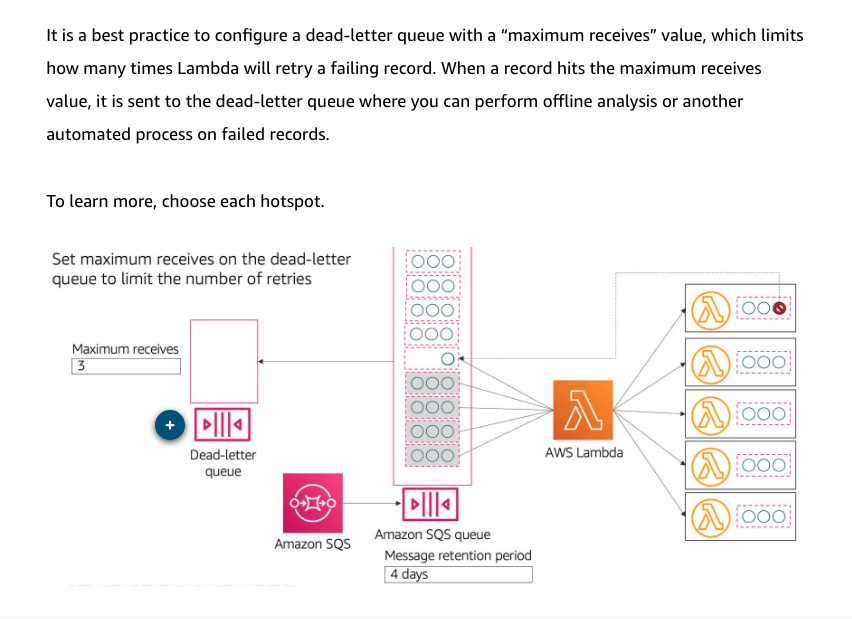 It is a best practice to configure a dead-letter queue with a “maximum receives” value, which limits
how many times Lambda will retry a failing record. When a record hits the maximum receives
value, it is sent to the dead-letter queue where you can perform offline analysis or another
automated process on failed records.
To learn more, choose each hotspot.
Set maximum receives on the dead-letter
queue to limit the number of retries
Maximum receives
3
+
Dead-letter
queue
AWS Lambda
Amazon SQS
Amazon SQS queue
Message retention period
4 days